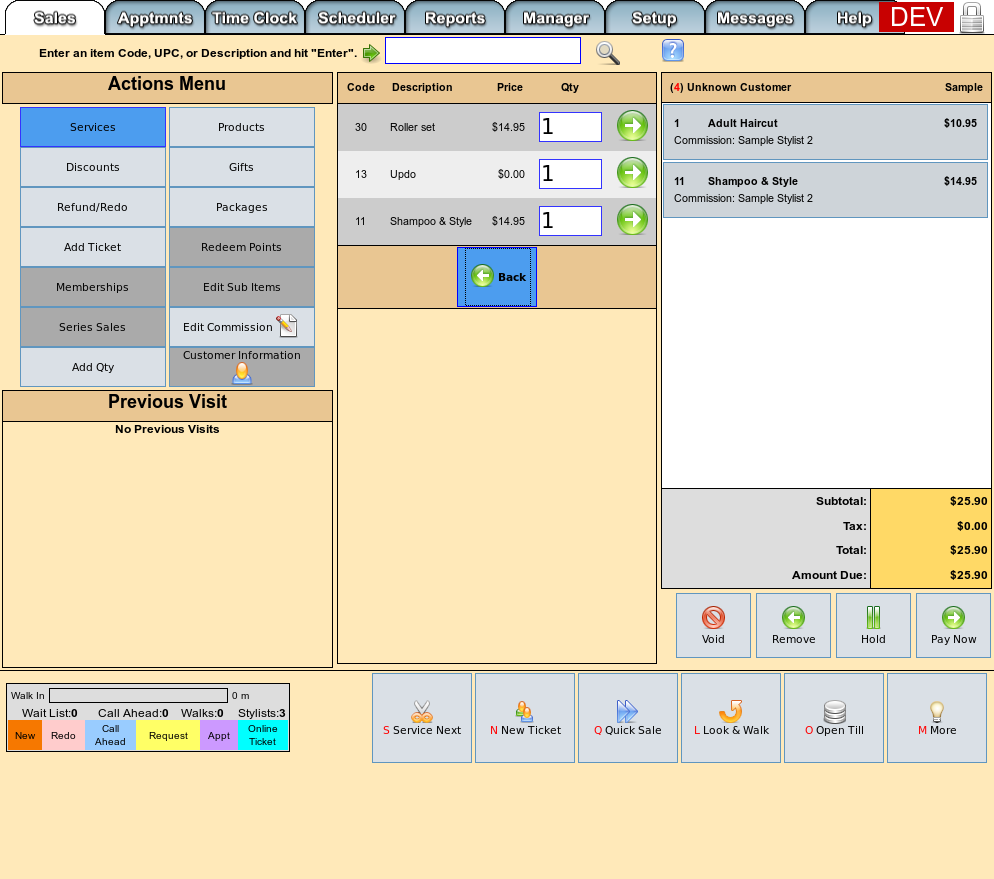 Sales Apptmnts Time Clock Scheduler Reports Manager Setup Messages Help DEV
Enter an item Code, UPC, or Description and hit "Enter".
?
Actions Menu
Services Products
Discounts Gifts
Refund/Redo Packages
Add Ticket Redeem Points
Memberships Edit Sub Items
Series Sales Edit Commission
Add Qty Customer Information
Previous Visit
No Previous Visits
Code Description Price Qty
30 Roller set $14.95 1
13 Updo $0.00 1
11 Shampoo & Style $14.95 1
Back
(4) Unknown Customer Sample
1 Adult Haircut $10.95
Commission: Sample Stylist 2
11 Shampoo & Style $14.95
Commission: Sample Stylist 2
Subtotal: $25.90
Tax: $0.00
Total: $25.90
Amount Due: $25.90
Void Remove Hold Pay Now
Walk In 0 m
Wait List:0 Call Ahead:0 Walks:0 Stylists:3
New Redo Call Ahead Request Appt Online Ticket
S Service Next N New Ticket Q Quick Sale L Look & Walk O Open Till M More